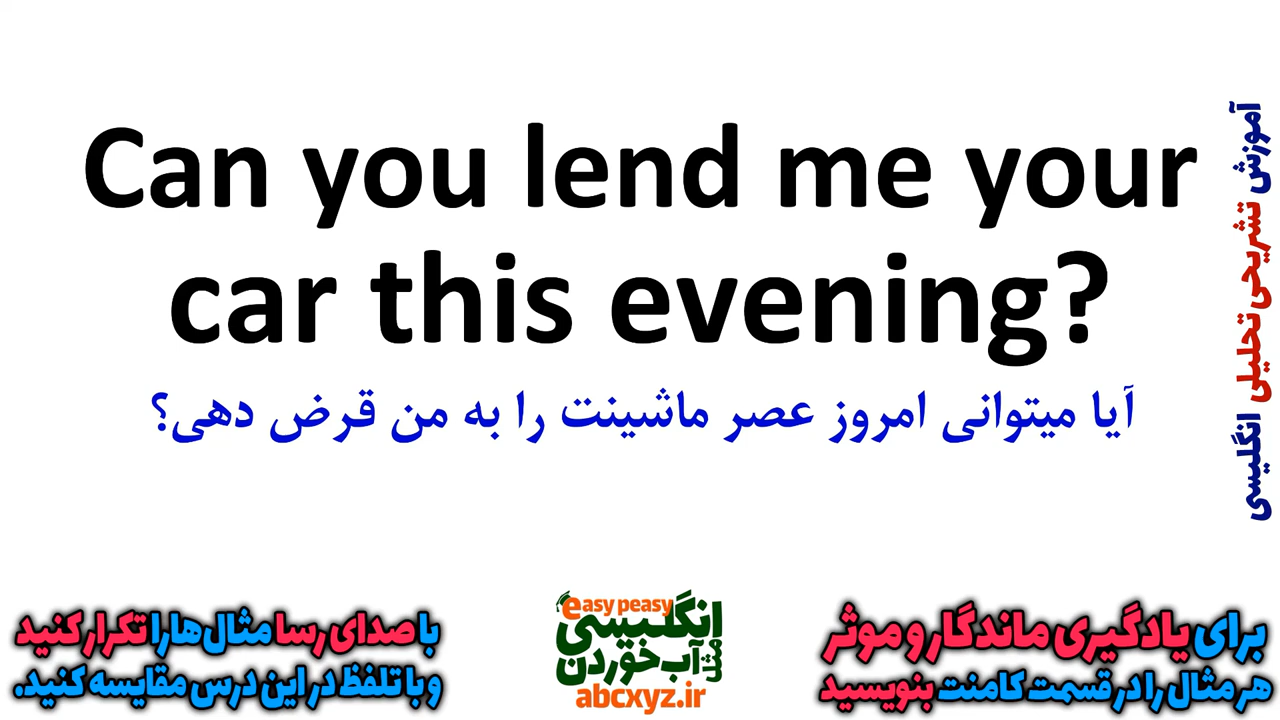 Can you lend me your
car this evening?
آیا میتوانی امروز عصر ماشینت را به من قرض دهی؟
آموزش تشریحی تحلیلی انگلیسی
برای یادگیری ماندگار و موثر
هر مثال را در قسمت کامنت بنویسید
easy peasy
انگلیسی
مثل آب خوردن
abcxyz.ir
با صدای رسا مثال‌ها را تکرار کنید
و با تلفظ در این درس مقایسه کنید.